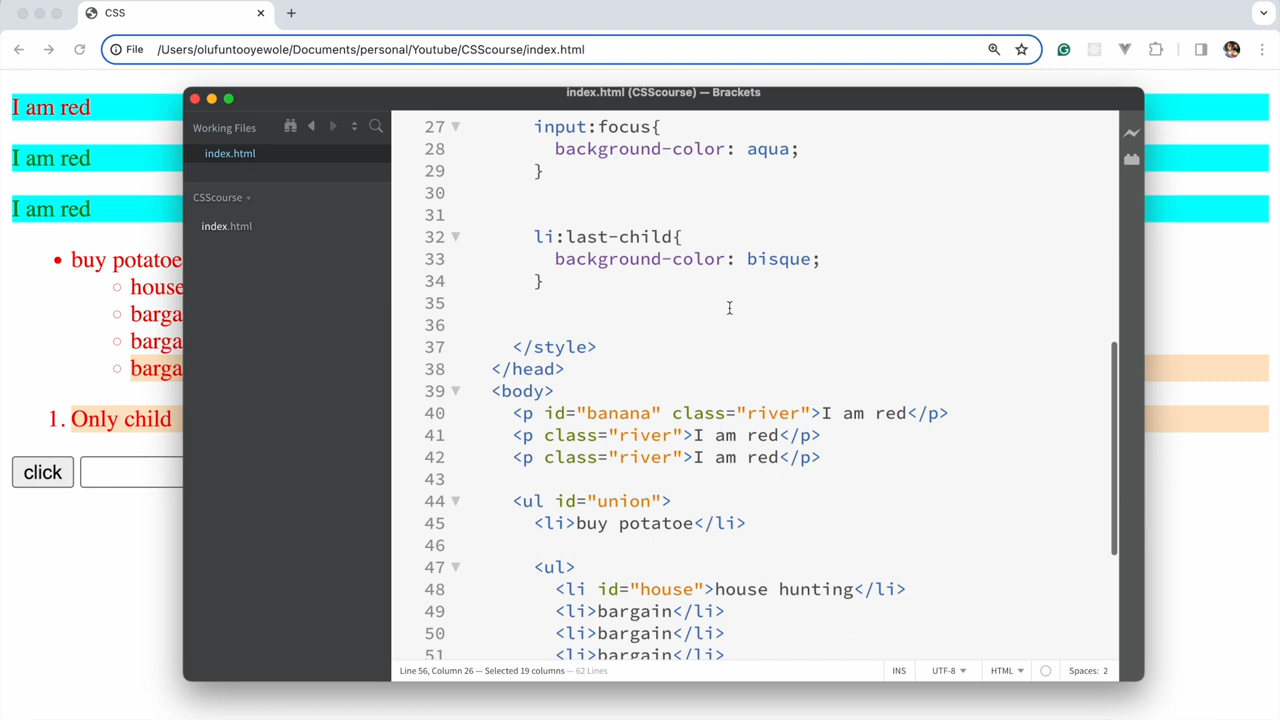 CSS
File /Users/olufuntooyewole/Documents/personal/Youtube/CSScourse/index.html
index.html (CSScourse) — Brackets
I am red
I am red
I am red
buy potatoe
house
barga
barga
barga
1. Only child
click
Working Files
index.html
CSScourse
index.html
27 input:focus{
28 background-color: aqua;
29 }
30
31
32 li:last-child{
33 background-color: bisque;
34 }
35
36
37 </style>
38 </head>
39 <body>
40 <p id="banana" class="river">I am red</p>
41 <p class="river">I am red</p>
42 <p class="river">I am red</p>
43
44 <ul id="union">
45 <li>buy potatoe</li>
46
47 <ul>
48 <li id="house">house hunting</li>
49 <li>bargain</li>
50 <li>bargain</li>
51 <li>bargain</li>
Line 56, Column 26 — Selected 19 columns — 62 Lines
INS UTF-8 HTML Spaces: 2